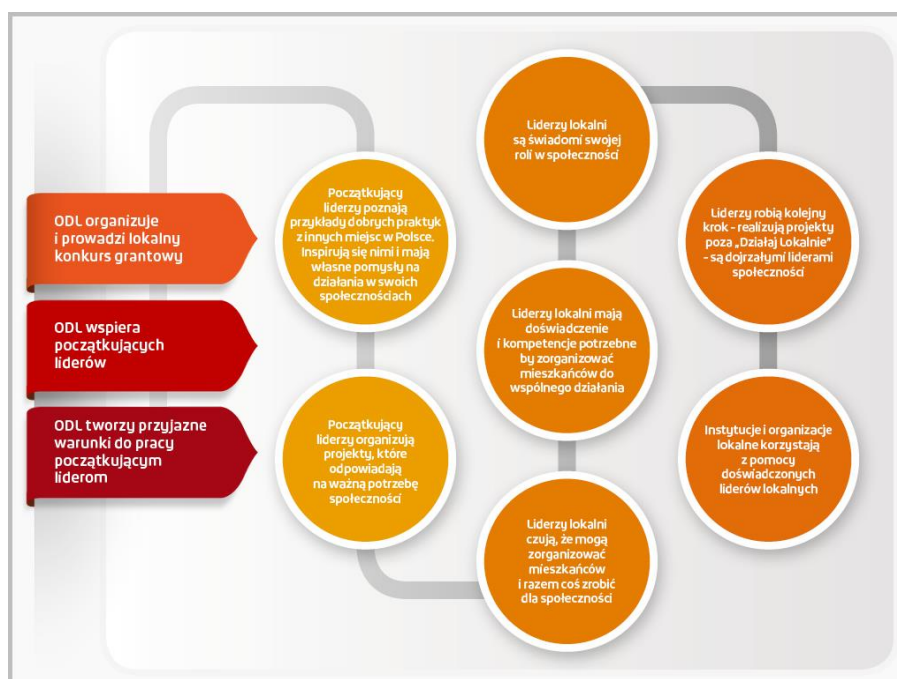 ODL organizuje
i prowadzi lokalny
konkurs grantowy
ODL wspiera
początkujących
liderów
ODL tworzy przyjazne
warunki do pracy
początkującym
liderom
Początkujący
liderzy poznają
przykłady dobrych praktyk
z innych miejsc w Polsce.
Inspirują się nimi i mają
własne pomysły na
działania w swoich
społecznościach
Początkujący
liderzy organizują
projekty, które
odpowiadają
na ważną potrzebę
społeczności
Liderzy lokalni
są świadomi swojej
roli w społeczności
Liderzy lokalni mają
doświadczenie
i kompetencje potrzebne
by zorganizować
mieszkańców do
wspólnego działania
Liderzy lokalni
czują, że mogą
zorganizować
mieszkańców
i razem coś zrobić
dla społeczności
Liderzy robią kolejny
krok - realizują projekty
poza „Działaj Lokalnie”
- są dojrzałymi liderami
społeczności
Instytucje i organizacje
lokalne korzystają
z pomocy
doświadczonych
liderów lokalnych